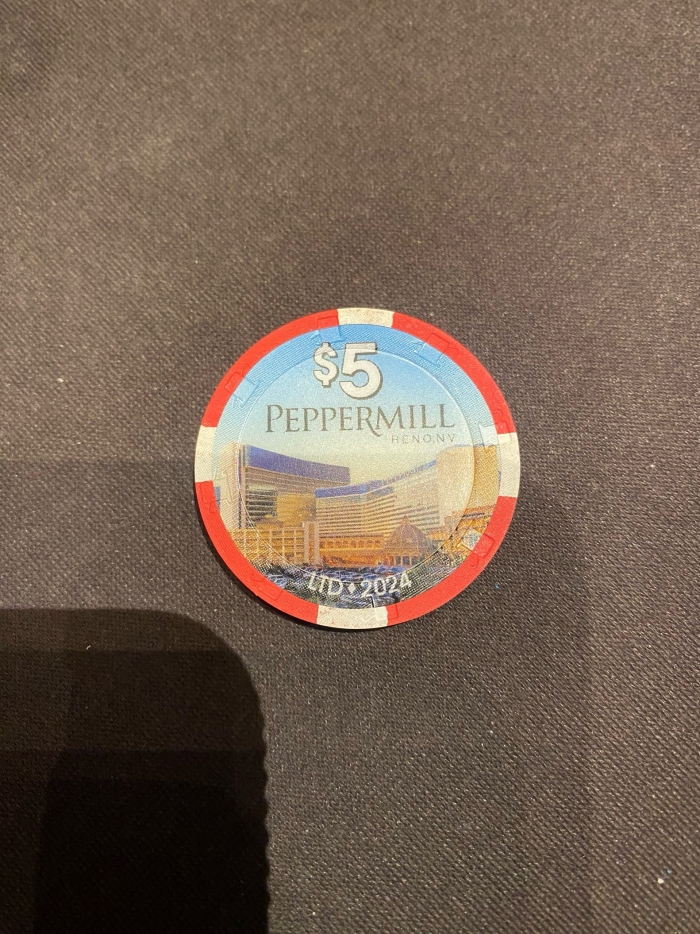 $5
PEPPERMILL
RENO, NV
LTD♦2024